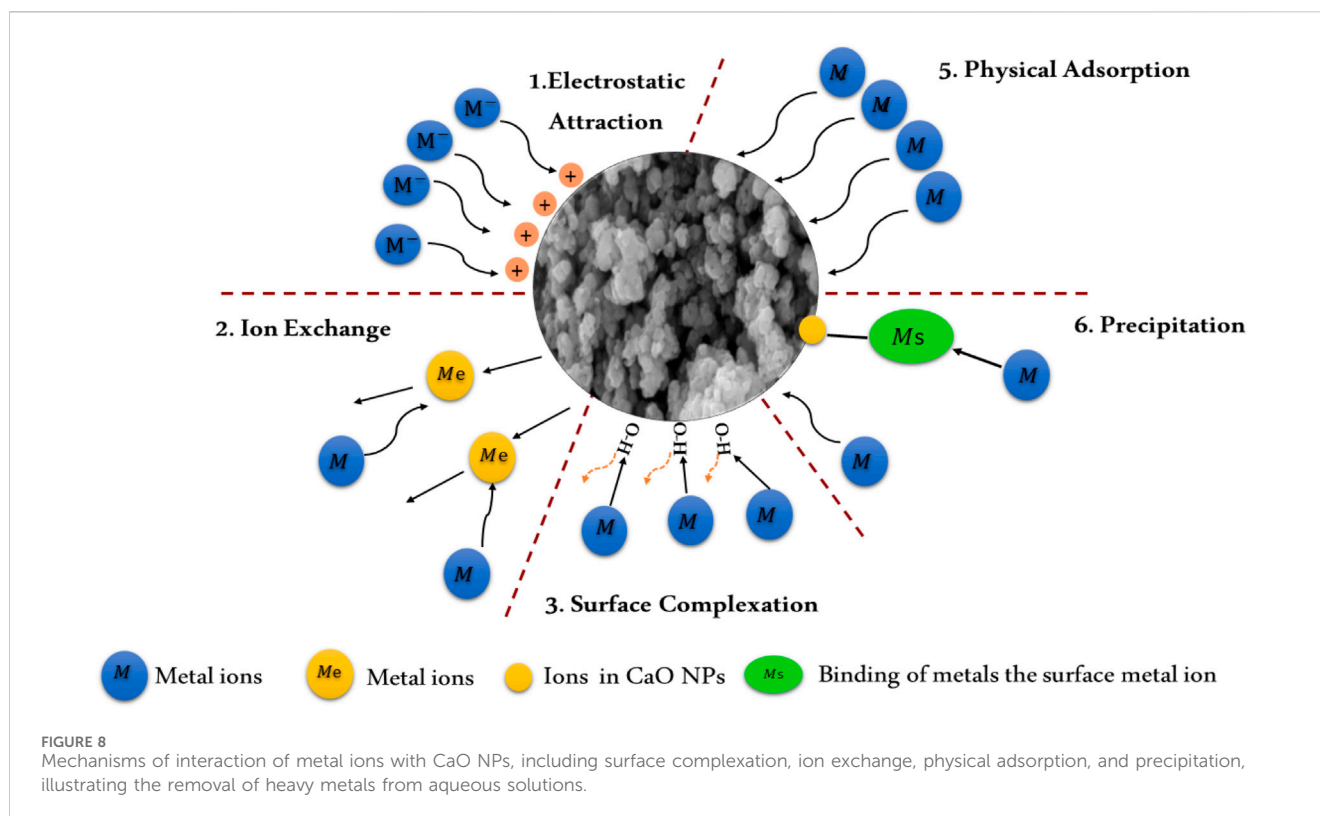 1.Electrostatic
Attraction
5. Physical Adsorption
M⁻
M⁻
M⁻
M⁻
+
+
+
+
M
M
M
M
2. Ion Exchange
6. Precipitation
Me
M
Me
M
O-H
O-H
O-H
M
M
M
Ms
M
M
3. Surface Complexation
M Metal ions
Me Metal ions
Ions in CaO NPs
Ms Binding of metals the surface metal ion
FIGURE 8
Mechanisms of interaction of metal ions with CaO NPs, including surface complexation, ion exchange, physical adsorption, and precipitation,
illustrating the removal of heavy metals from aqueous solutions.